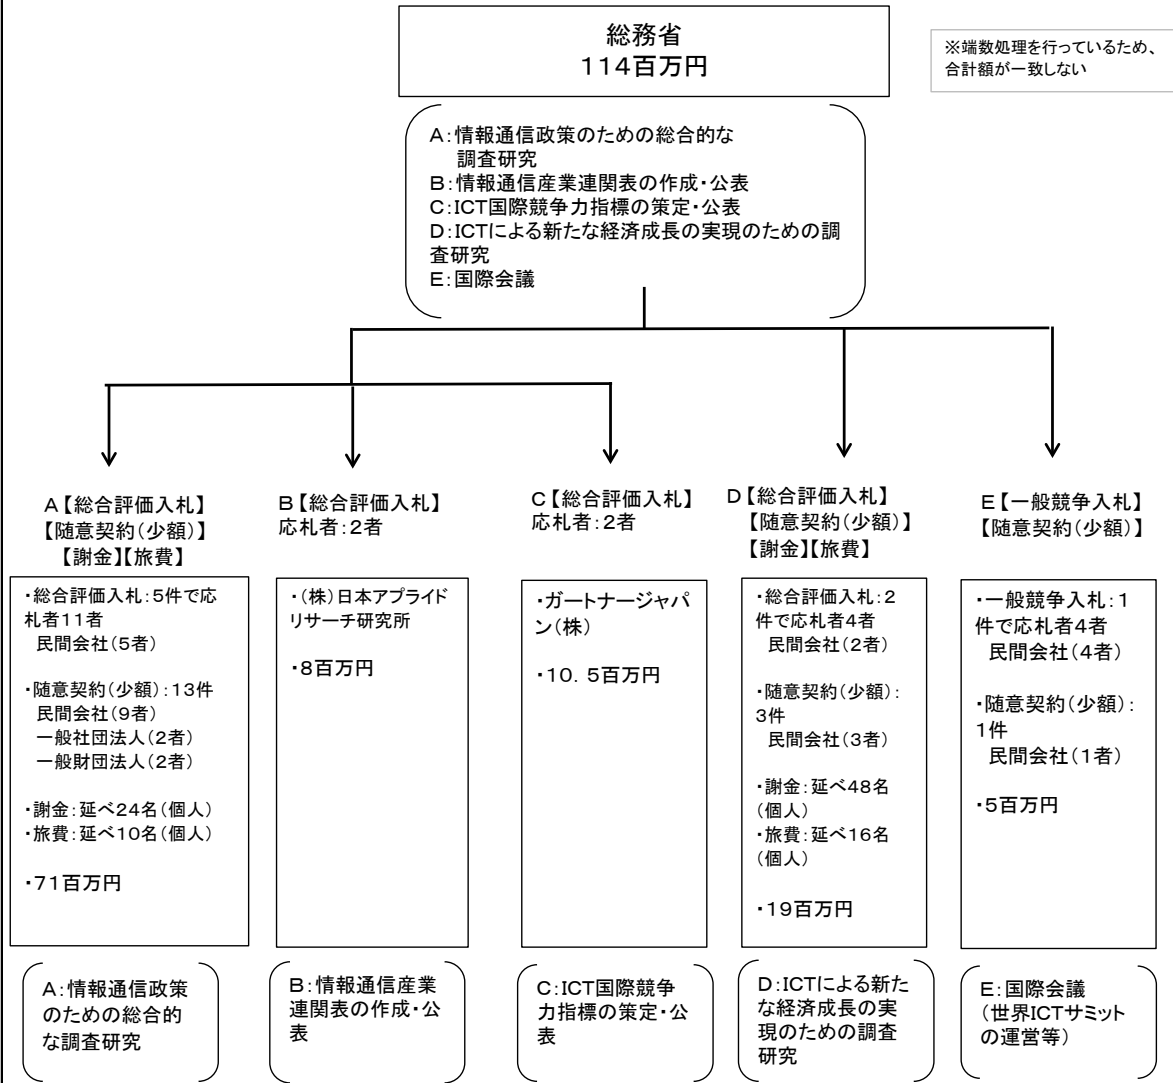 総務省
114百万円
※端数処理を行っているため、
合計額が一致しない
A:情報通信政策のための総合的な
調査研究
B:情報通信産業連関表の作成・公表
C:ICT国際競争力指標の策定・公表
D:ICTによる新たな経済成長の実現のための調
査研究
E:国際会議
A【総合評価入札】
【随意契約(少額)】
【謝金】【旅費】
・総合評価入札:5件で応
札者11者
民間会社(5者)
・随意契約(少額):13件
民間会社(9者)
一般社団法人(2者)
一般財団法人(2者)
・謝金:延べ24名(個人)
・旅費:延べ10名(個人)
・71百万円
A:情報通信政策
のための総合的
な調査研究
B【総合評価入札】
応札者:2者
・(株)日本アプライド
リサーチ研究所
・8百万円
B:情報通信産業
連関表の作成・公
表
C【総合評価入札】
応札者:2者
・ガートナージャパ
ン(株)
・10.5百万円
C:ICT国際競争
力指標の策定・公
表
D【総合評価入札】
【随意契約(少額)】
【謝金】【旅費】
・総合評価入札:2
件で応札者4者
民間会社(2者)
・随意契約(少額):
3件
民間会社(3者)
・謝金:延べ48名
(個人)
・旅費:延べ16名
(個人)
・19百万円
D:ICTによる新た
な経済成長の実
現のための調査
研究
E【一般競争入札】
【随意契約(少額)】
・一般競争入札:1
件で応札者4者
民間会社(4者)
・随意契約(少額):
1件
民間会社(1者)
・5百万円
E:国際会議
(世界ICTサミット
の運営等)